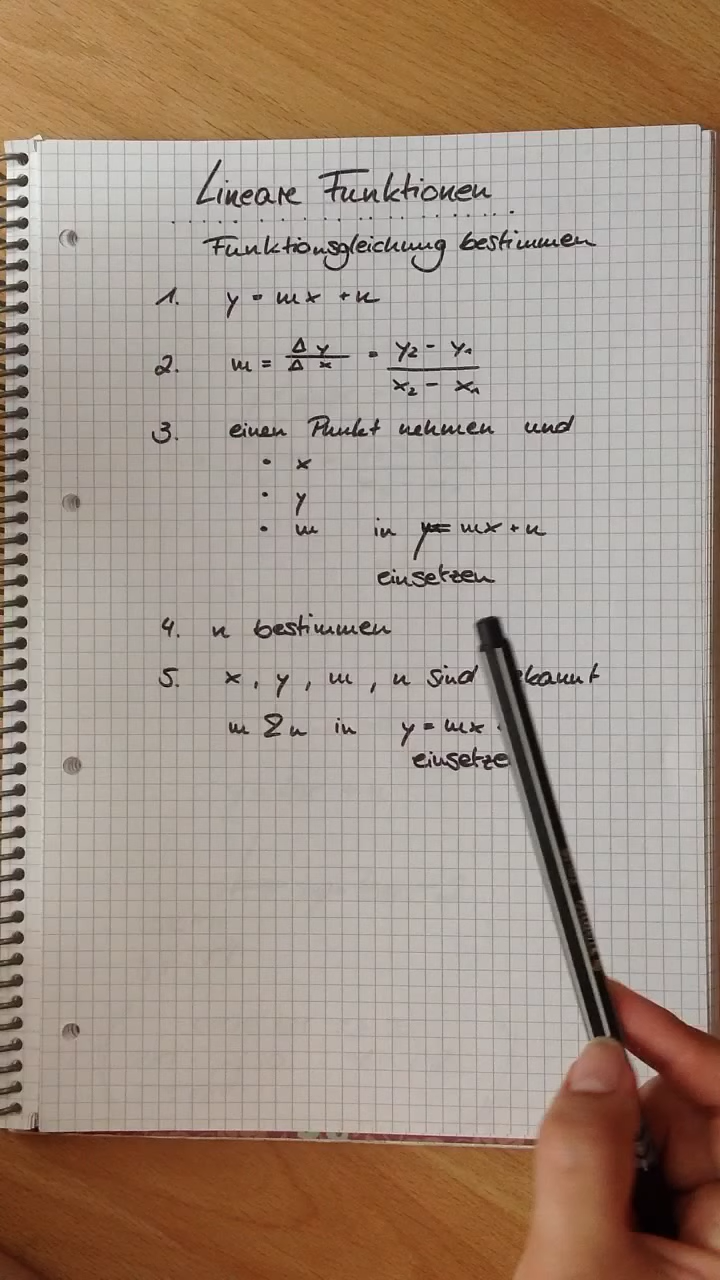 Lineare Funktionen
Funktionsgleichung bestimmen
1. y = mx + n
2. m = Δy / Δx = y₂ - y₁ / x₂ - x₁
3. einen Punkt nehmen und
• x
• y
• m in y = mx + n
einsetzen
4. n bestimmen
5. x, y, m, n sind
m & n in y = mx